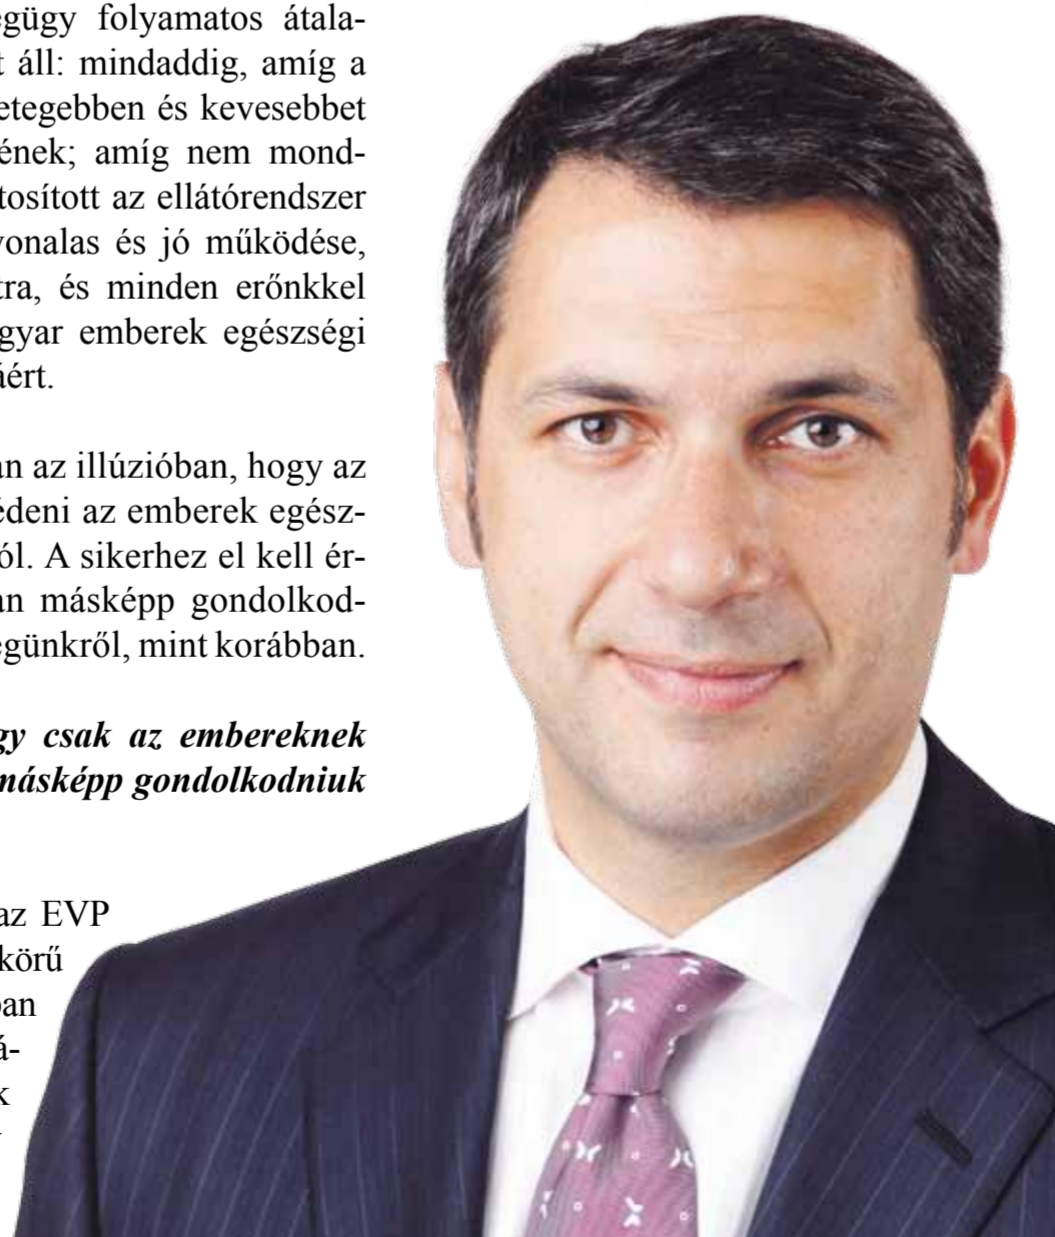 egügy folyamatos átala-
t áll: mindaddig, amíg a
etegebben és kevesebbet
ének; amíg nem mond-
tosított az ellátórendszer
vonalas és jó működése,
tra, és minden erőnkkel
gyar emberek egészségi
áért.
an az illúzióban, hogy az
édeni az emberek egész-
ól. A sikerhez el kell ér-
an másképp gondolkod-
egünkről, mint korábban.
gy csak az embereknek
másképp gondolkodniuk
az EVP
körű
ban
á-
k